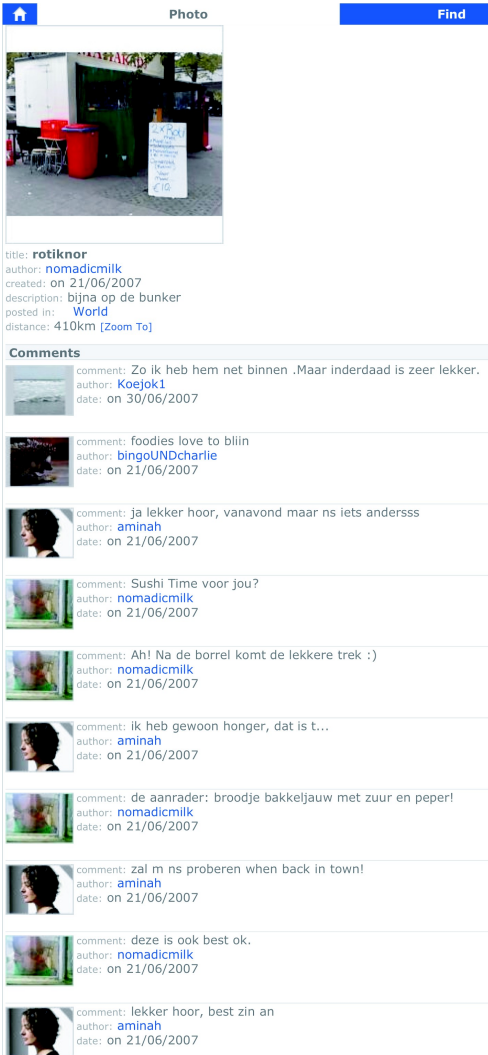 Photo
Find
2x Roti
€10
title: rotiknor
author: nomadicmilk
created: on 21/06/2007
description: bijna op de bunker
posted in: World
distance: 410km [Zoom To]
Comments
comment: Zo ik heb hem net binnen .Maar inderdaad is zeer lekker.
author: Koejok1
date: on 30/06/2007
comment: foodies love to bliin
author: bingoUNDcharlie
date: on 21/06/2007
comment: ja lekker hoor, vanavond maar ns iets andersss
author: aminah
date: on 21/06/2007
comment: Sushi Time voor jou?
author: nomadicmilk
date: on 21/06/2007
comment: Ah! Na de borrel komt de lekkere trek :)
author: nomadicmilk
date: on 21/06/2007
comment: ik heb gewoon honger, dat is t...
author: aminah
date: on 21/06/2007
comment: de aanrader: broodje bakkeljauw met zuur en peper!
author: nomadicmilk
date: on 21/06/2007
comment: zal m ns proberen when back in town!
author: aminah
date: on 21/06/2007
comment: deze is ook best ok.
author: nomadicmilk
date: on 21/06/2007
comment: lekker hoor, best zin an
author: aminah
date: on 21/06/2007